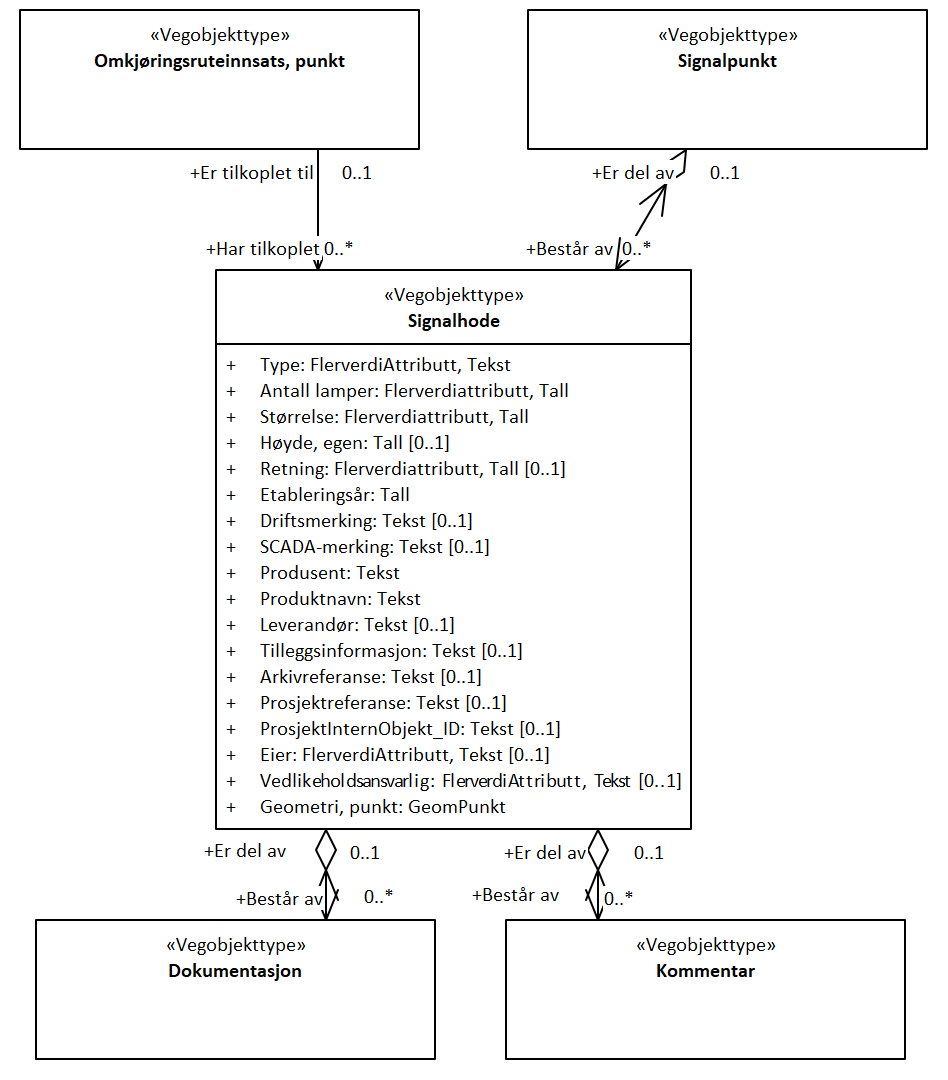 «Vegobjekttype»
Omkjøringsruteinnsats, punkt
«Vegobjekttype»
Signalpunkt
+Er tilkoplet til 0..1
+Er del av 0..1
+Har tilkoplet 0..*
+Består av 0..*
«Vegobjekttype»
Signalhode
+ Type: FlerverdiAttributt, Tekst
+ Antall lamper: Flerverdiattributt, Tall
+ Størrelse: Flerverdiattributt, Tall
+ Høyde, egen: Tall [0..1]
+ Retning: Flerverdiattributt, Tall [0..1]
+ Etableringsår: Tall
+ Driftsmerking: Tekst [0..1]
+ SCADA-merking: Tekst [0..1]
+ Produsent: Tekst
+ Produktnavn: Tekst
+ Leverandør: Tekst [0..1]
+ Tilleggsinformasjon: Tekst [0..1]
+ Arkivreferanse: Tekst [0..1]
+ Prosjektreferanse: Tekst [0..1]
+ ProsjektInternObjekt_ID: Tekst [0..1]
+ Eier: FlerverdiAttributt, Tekst [0..1]
+ Vedlikeholdsansvarlig: FlerverdiAttributt, Tekst [0..1]
+ Geometri, punkt: GeomPunkt
+Er del av 0..1
+Er del av 0..1
+Består av 0..*
+Består av 0..*
«Vegobjekttype»
Dokumentasjon
«Vegobjekttype»
Kommentar